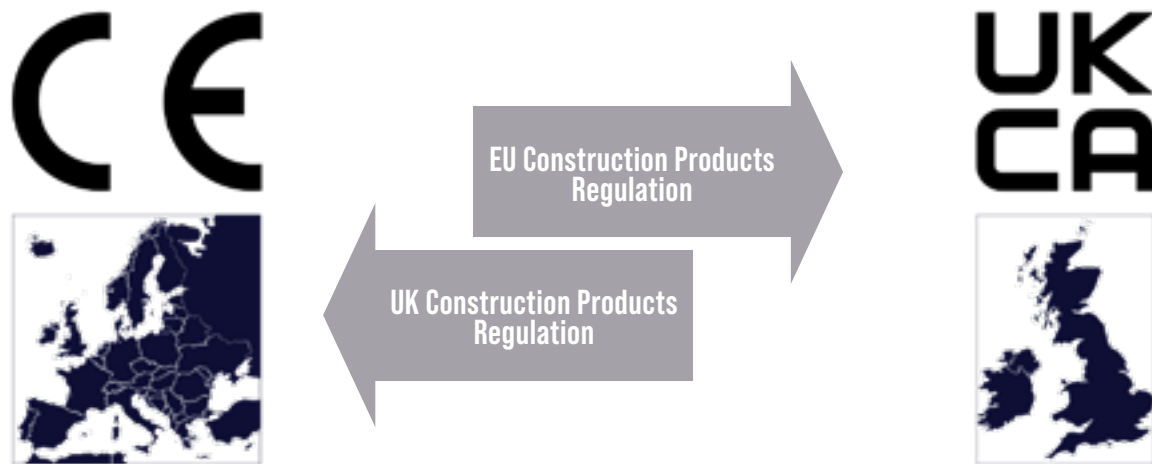 CE
UK
CA
EU Construction Products
Regulation
UK Construction Products
Regulation